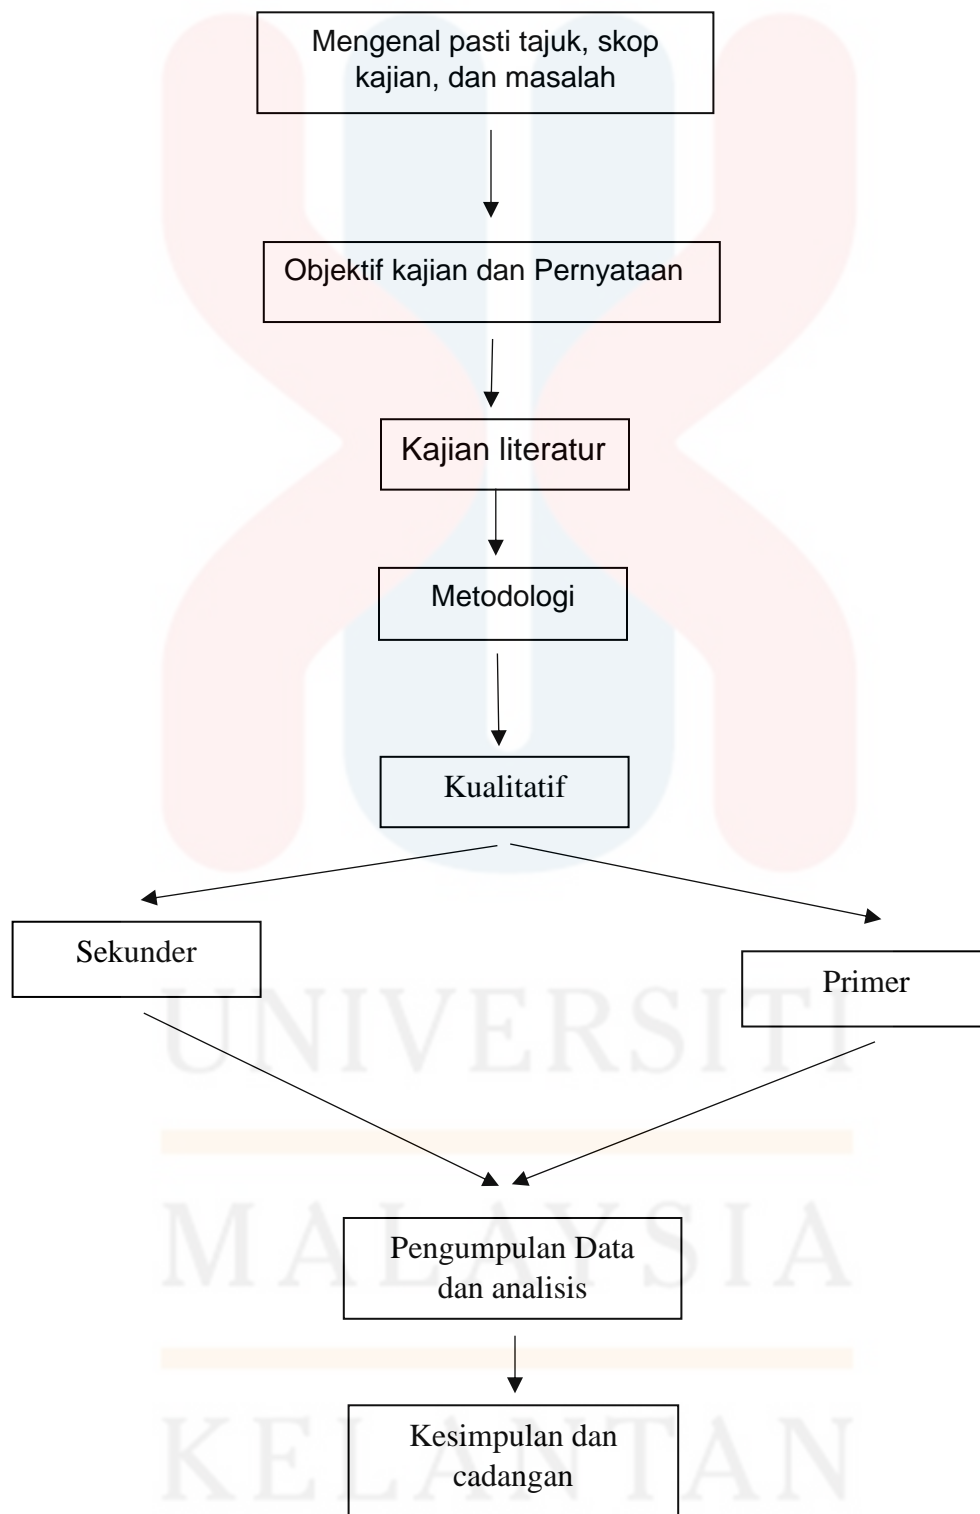 Mengenal pasti tajuk, skop
kajian, dan masalah
Objektif kajian dan Pernyataan
Kajian literatur
Metodologi
Kualitatif
Sekunder
Primer
UNIVERSITI
MALAYSIA
Pengumpulan Data
dan analisis
KELANTAN
Kesimpulan dan
cadangan